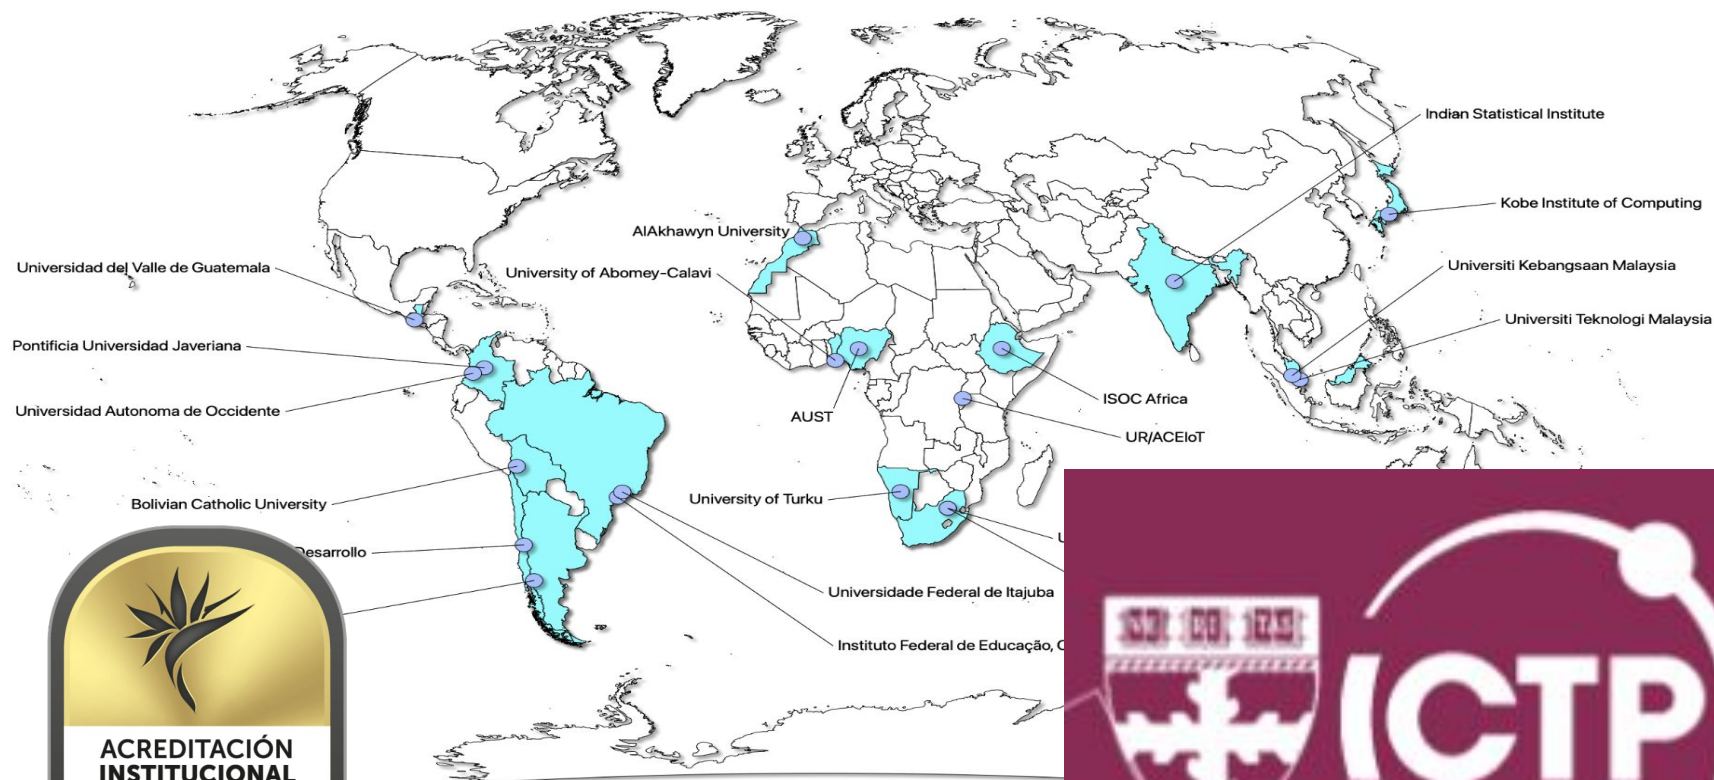 Indian Statistical Institute
Kobe Institute of Computing
AlAkhawyn University
Universidad del Valle de Guatemala
University of Abomey-Calavi
Universiti Kebangsaan Malaysia
Universiti Teknologi Malaysia
Pontificia Universidad Javeriana
Universidad Autonoma de Occidente
ISOC Africa
AUST
UR/ACEIoT
Bolivian Catholic University
University of Turku
Desarrollo
Universidade Federal de Itajuba
Instituto Federal de Educação,
ICTP
ACREDITACIÓN
INSTITUCIONAL